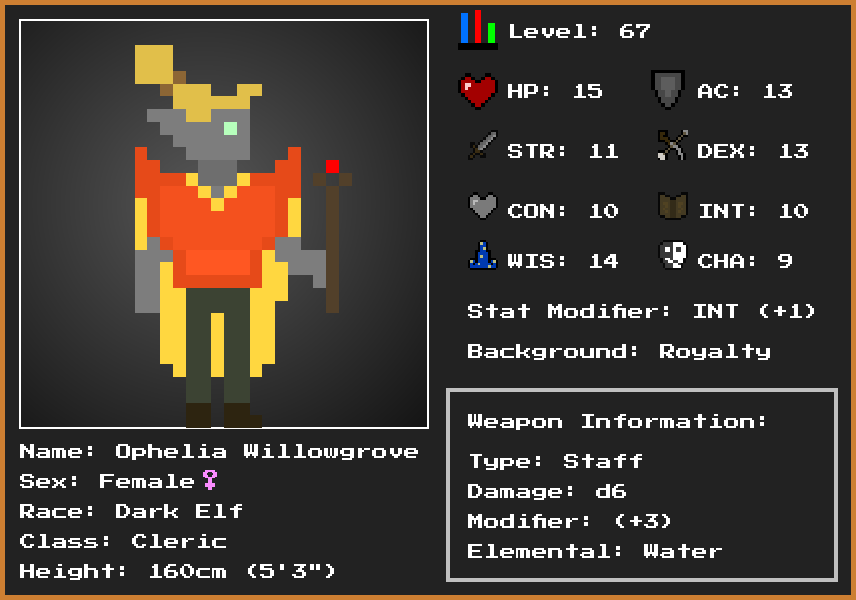 Level: 67
HP: 15 AC: 13
STR: 11 DEX: 13
CON: 10 INT: 10
WIS: 14 CHA: 9
Stat Modifier: INT (+1)
Background: Royalty
Weapon Information:
Type: Staff
Damage: d6
Modifier: (+3)
Elemental: Water
Name: Ophelia Willowgrove
Sex: Female♀
Race: Dark Elf
Class: Cleric
Height: 160cm (5'3")